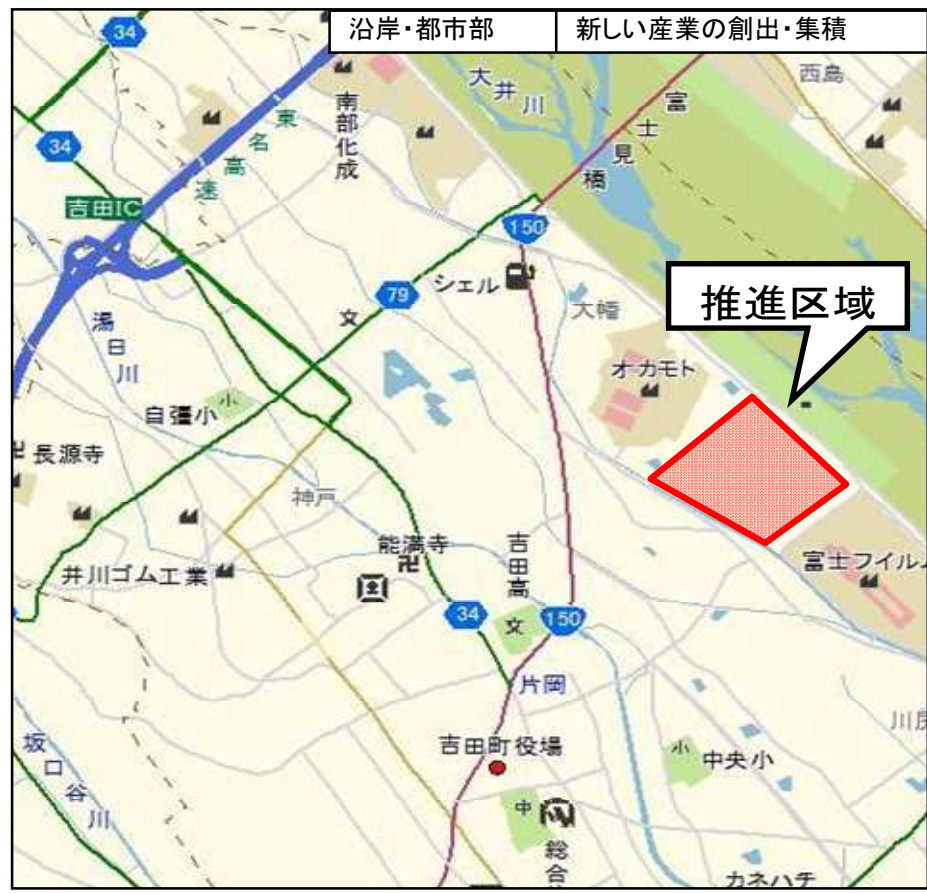 沿岸・都市部
新しい産業の創出・集積
34
西島
大井川
富士見橋
南部化成
東名高速
34
吉田IC
150
シェル
79
大幡
推進区域
文
オカモト
湯日川
小
自彊小
長源寺
神戸
能満寺
吉田高
富士フイルム
井川ゴム工業
34
文
150
片岡
川尻
坂口谷川
吉田町役場
小
中央小
中
総合
カネハチ